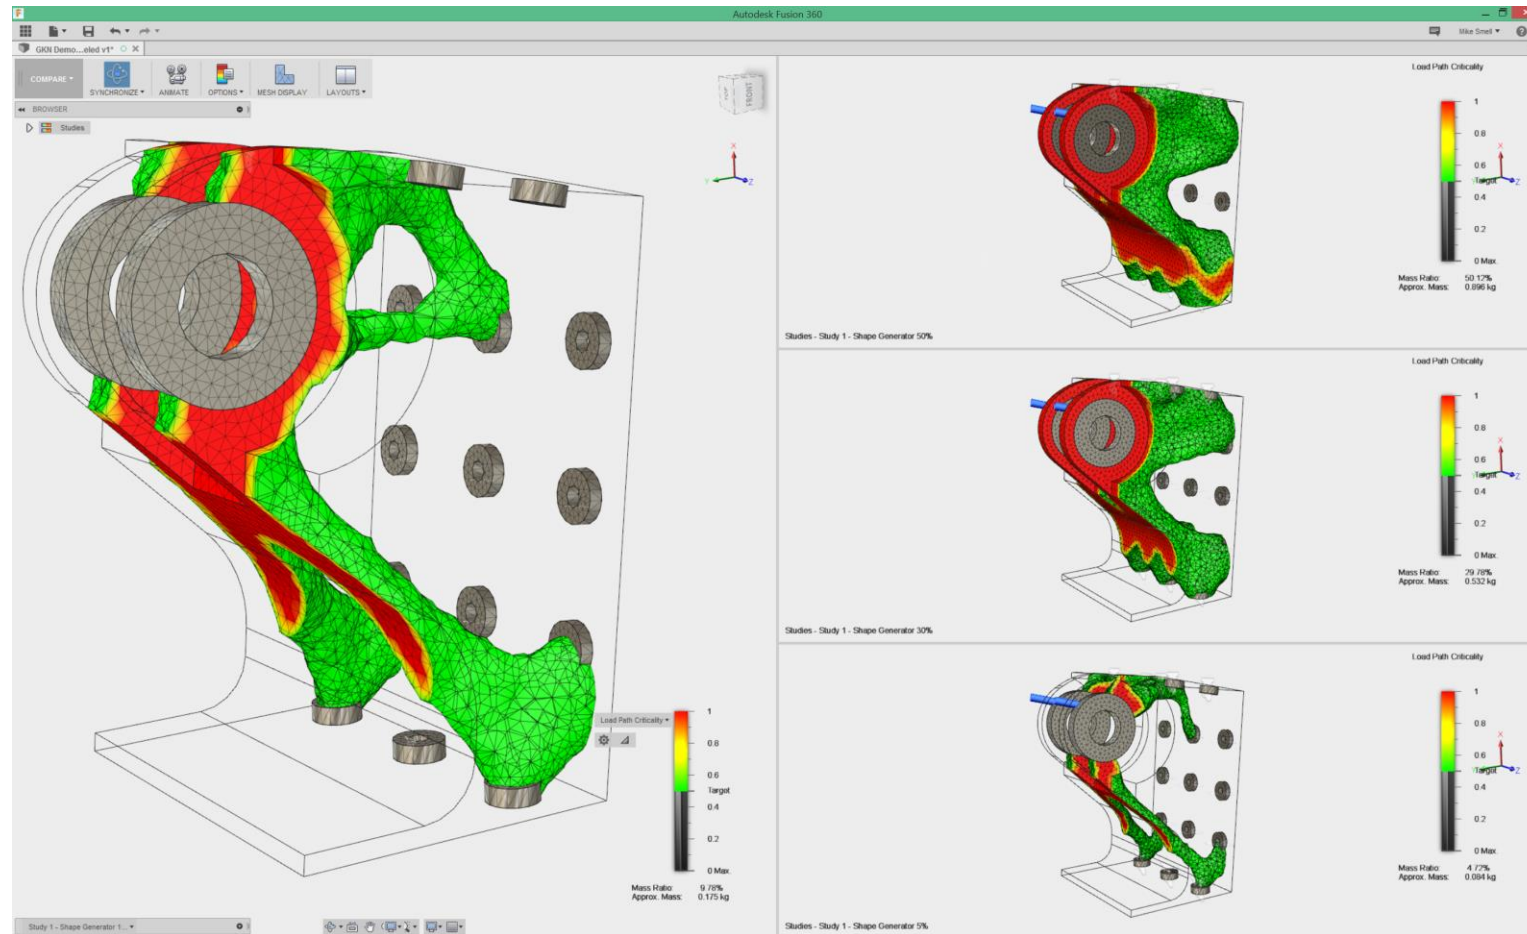 Autodesk Fusion 360
Mike Smell
GKN Demo...eled v1*
COMPARE
SYNCHRONIZE
ANIMATE
OPTIONS
MESH DISPLAY
LAYOUTS
BROWSER
Studies
TOP
FRONT
X
Y
Z
Load Path Criticality
1
0.8
0.6
Target
0.4
0.2
0 Max.
Mass Ratio: 9.78%
Approx. Mass: 0.175 kg
Study 1 - Shape Generator 1...
Load Path Criticality
1
0.8
X
0.6
Target
Z
0.4
0.2
0 Max.
Mass Ratio: 50.12%
Approx. Mass: 0.896 kg
Studies - Study 1 - Shape Generator 50%
Load Path Criticality
1
0.8
X
0.6
Target
Z
0.4
0.2
0 Max.
Mass Ratio: 29.78%
Approx. Mass: 0.532 kg
Studies - Study 1 - Shape Generator 30%
Load Path Criticality
1
0.8
X
0.6
Target
Z
0.4
0.2
0 Max.
Mass Ratio: 4.72%
Approx. Mass: 0.084 kg
Studies - Study 1 - Shape Generator 5%